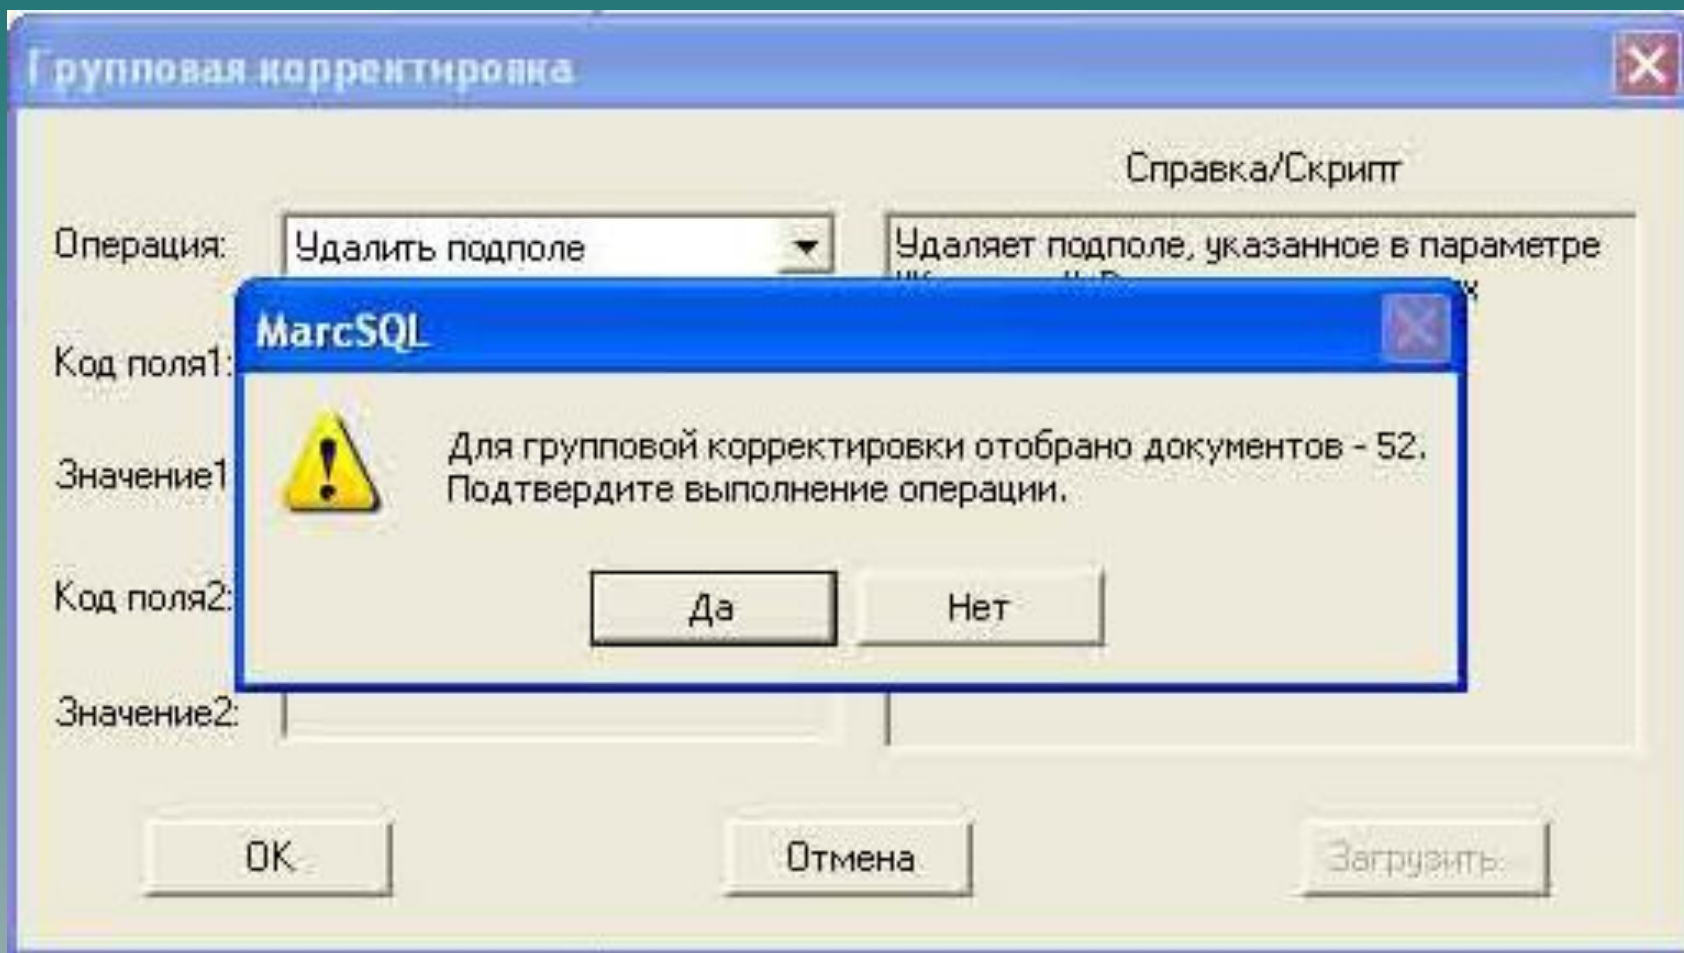 Групповая корректировка
Справка/Скрипт
Операция:
Удалить подполе
Удаляет подполе, указанное в параметре
MarcSQL
Код поля1:
Для групповой корректировки отобрано документов - 52.
Подтвердите выполнение операции.
Значение1
Да
Нет
Код поля2:
Значение2:
OK
Отмена
Загрузить